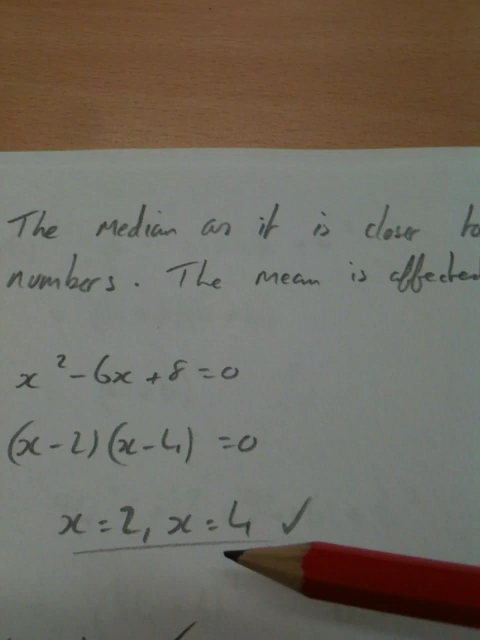 The median as it is closer to
numbers. The mean is affected
x² - 6x + 8 = 0
(x - 2)(x - 4) = 0
x = 2, x = 4 ✓